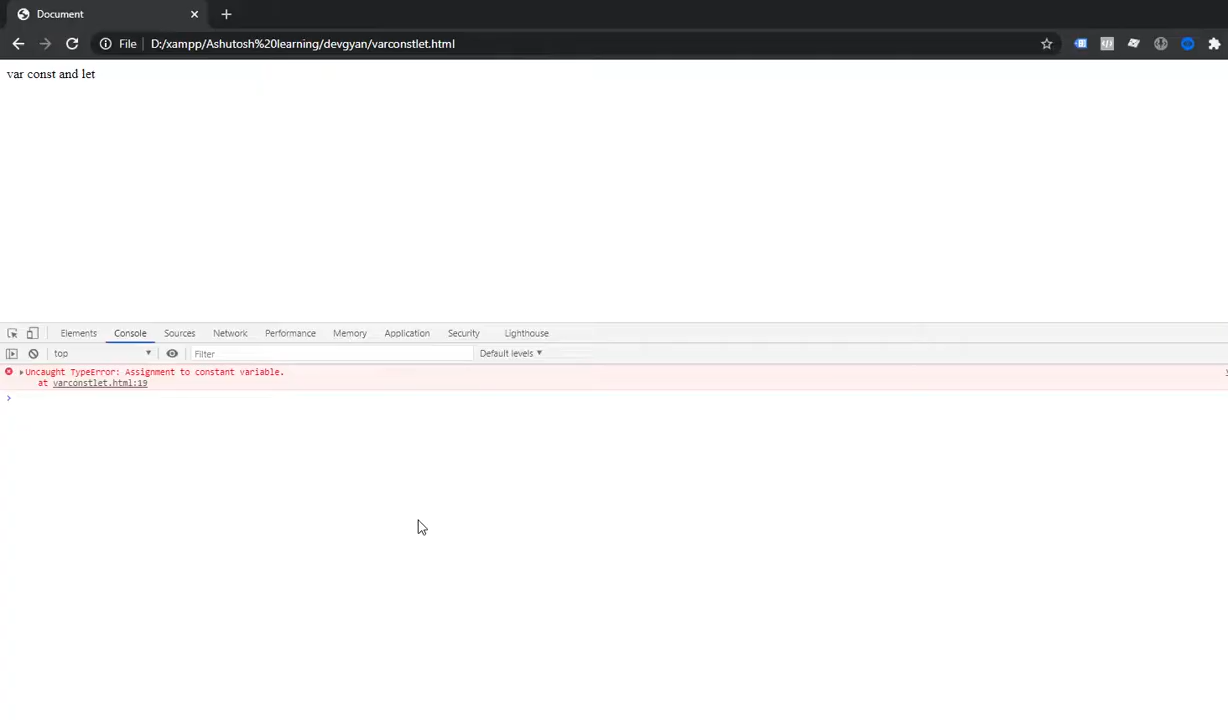 Document
File D:/xampp/Ashutosh%20learning/devgyan/varconstlet.html
var const and let
Elements Console Sources Network Performance Memory Application Security Lighthouse
top Filter Default levels
Uncaught TypeError: Assignment to constant variable.
at varconstlet.html:19